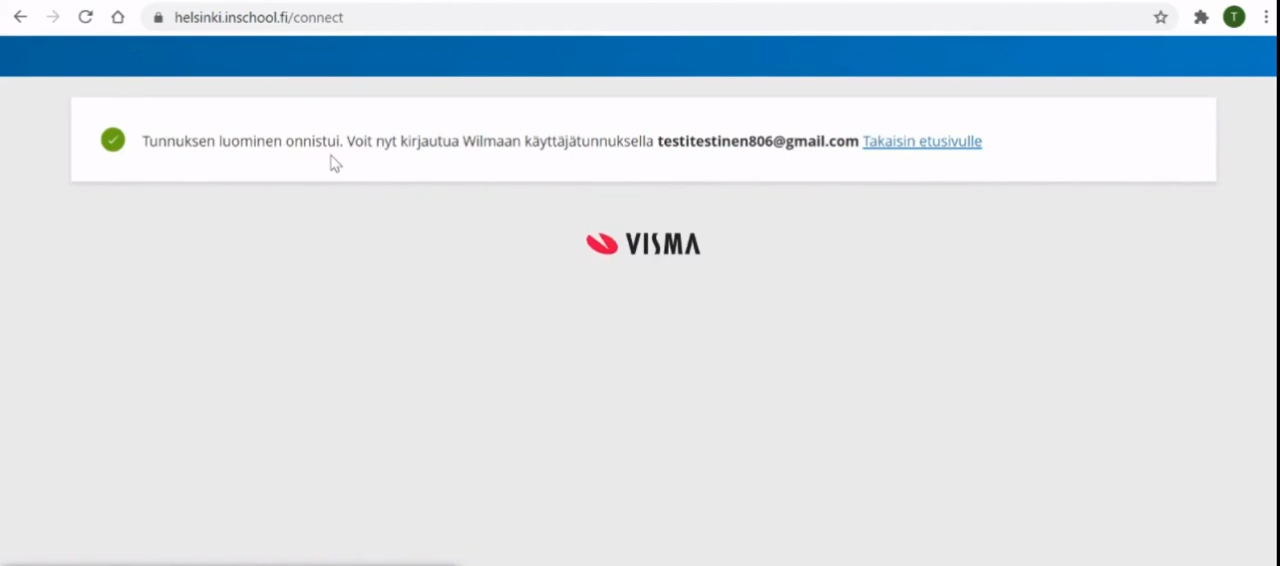 helsinki.inschool.fi/connect
T
Tunnuksen luominen onnistui. Voit nyt kirjautua Wilmaan käyttäjätunnuksella testitestinen806@gmail.com Takaisin etusivulle
VISMA